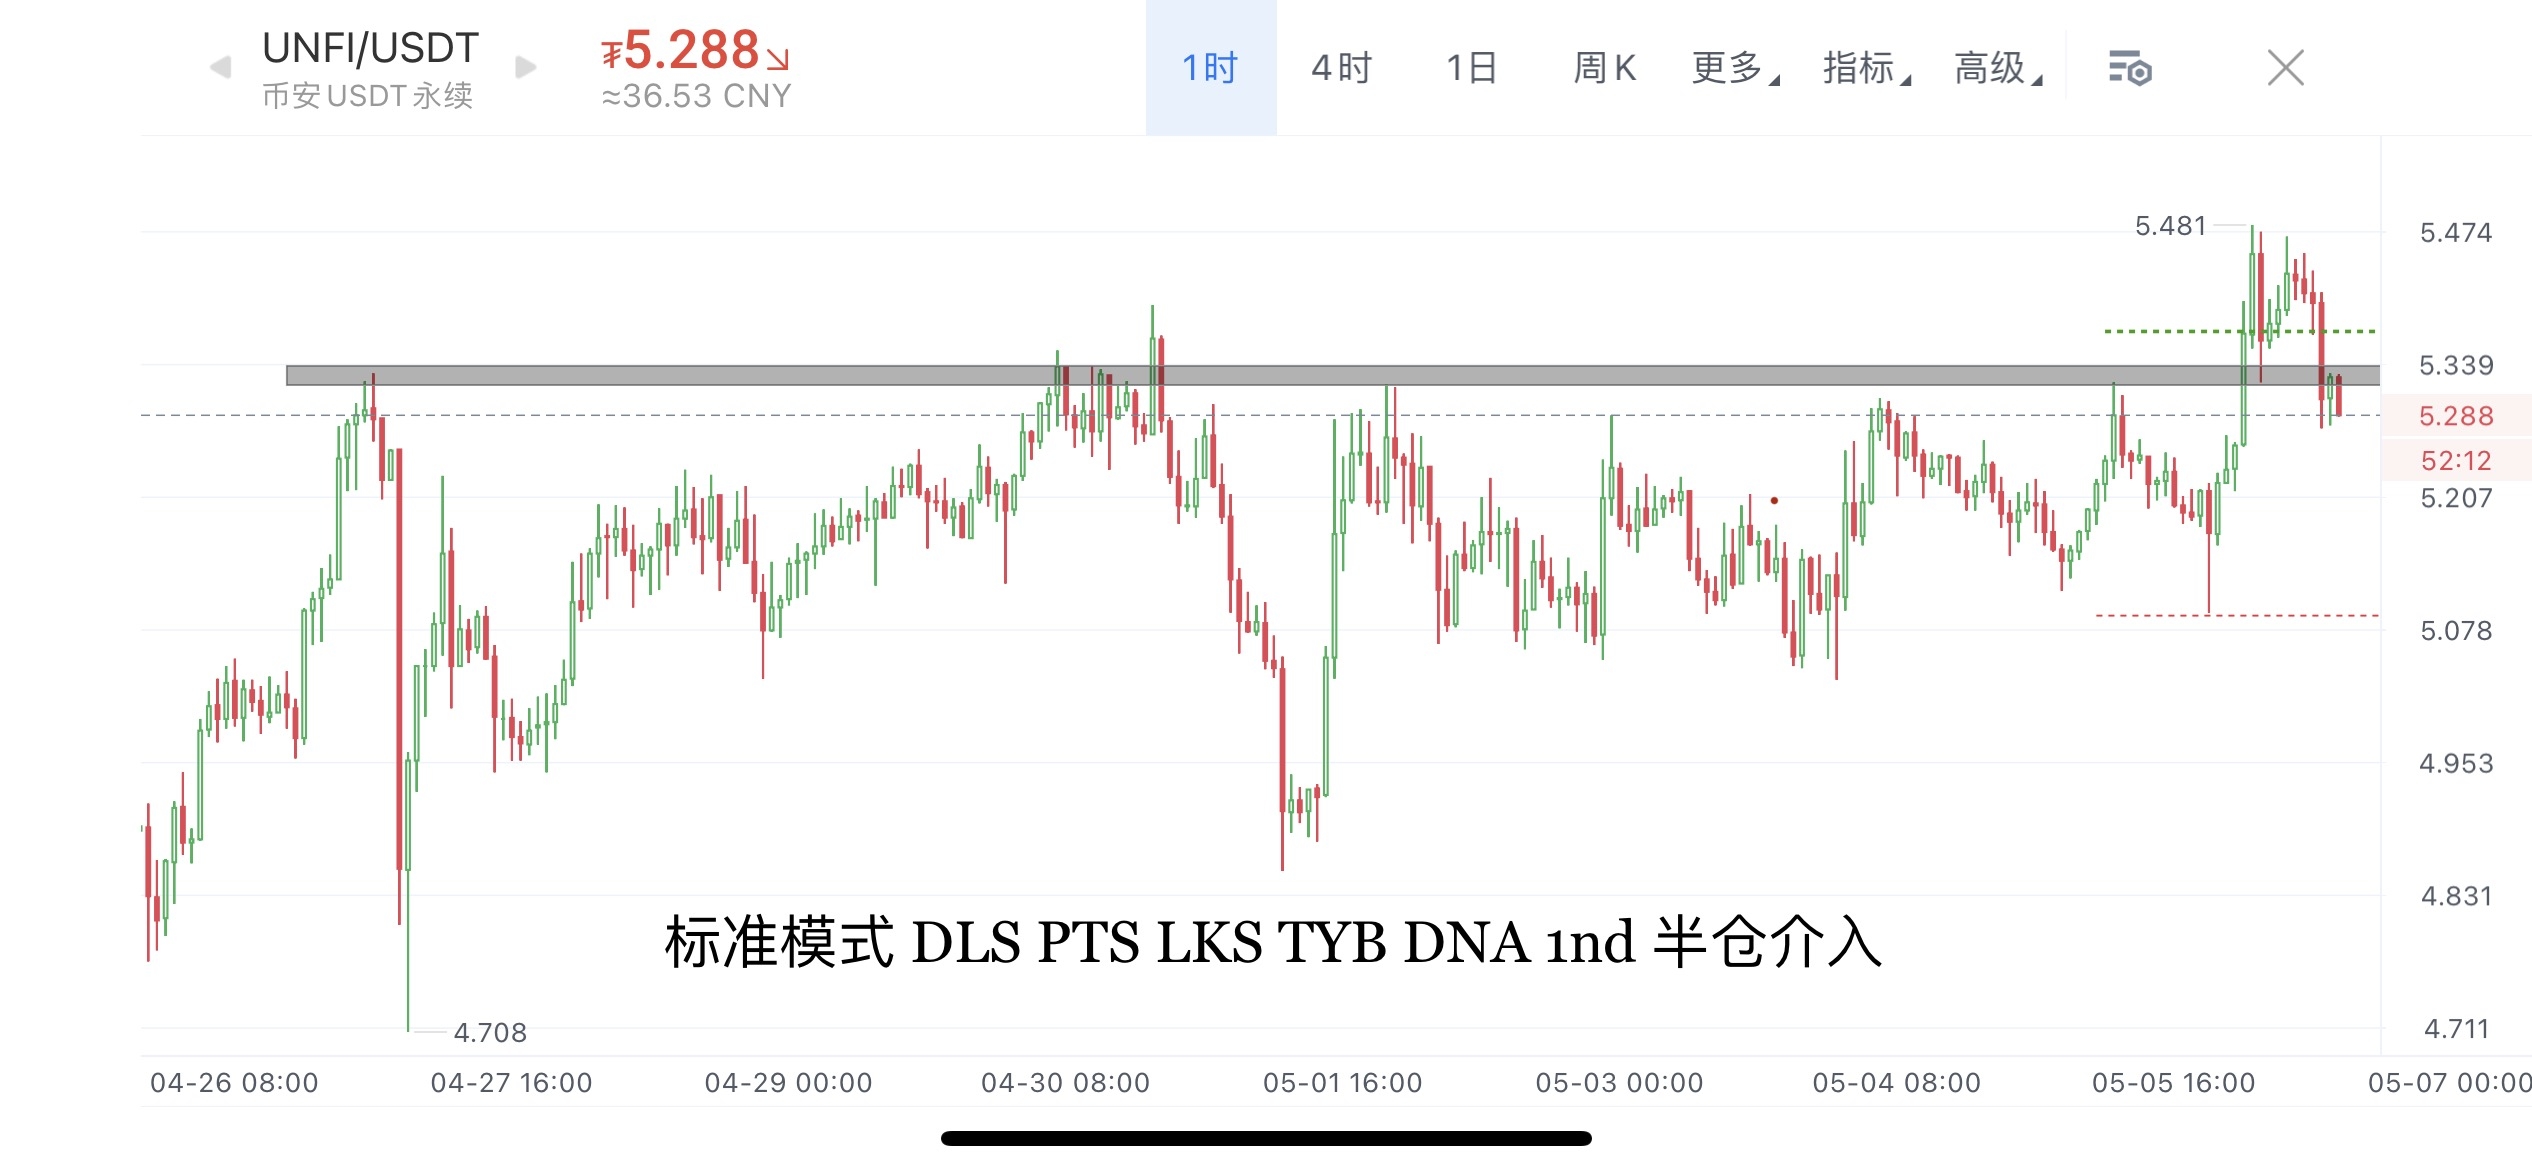 UNFI/USDT
币安USDT永续
₮5.288↘
≈36.53 CNY
1时 4时 1日 周K 更多 指标 高级
5.481
5.474
5.339
5.288
52:12
5.207
5.078
4.953
4.831
标准模式 DLS PTS LKS TYB DNA 1nd 半仓介入
4.708
4.711
04-26 08:00 04-27 16:00 04-29 00:00 04-30 08:00 05-01 16:00 05-03 00:00 05-04 08:00 05-05 16:00 05-07 00:00